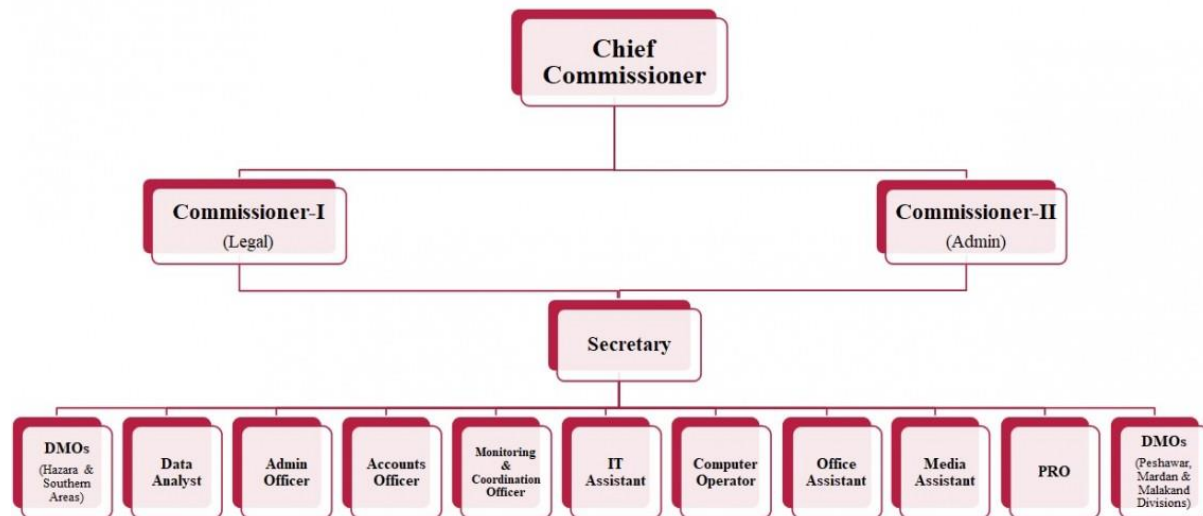 Chief
Commissioner
Commissioner-I
(Legal)
Commissioner-II
(Admin)
Secretary
DMOs
(Hazara &
Southern
Areas)
Data
Analyst
Admin
Officer
Accounts
Officer
Monitoring
&
Coordination
Officer
IT
Assistant
Computer
Operator
Office
Assistant
Media
Assistant
PRO
DMOs
(Peshawar,
Mardan &
Malakand
Divisions)